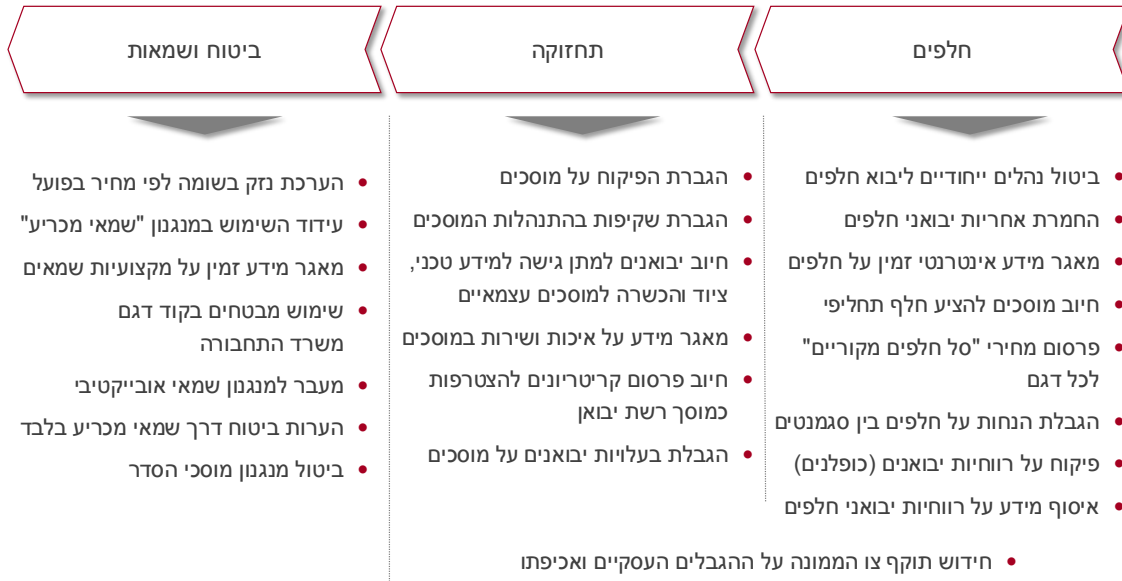 חלפים
ביטול נהלים ייחודיים ליבוא חלפים
החמרת אחריות יבואני חלפים
מאגר מידע אינטרנטי זמין על חלפים
חיוב מוסכים להציע חלף תחליפי
פרסום מחירי "סל חלפים מקוריים"
לכל דגם
הגבלת הנחות על חלפים בין סגמנטים
פיקוח על רווחיות יבואנים (כופלנים)
איסוף מידע על רווחיות יבואני חלפים
תחזוקה
הגברת הפיקוח על מוסכים
הגברת שקיפות בהתנהלות המוסכים
חיוב יבואנים למתן גישה למידע טכני,
ציוד והכשרה למוסכים עצמאיים
מאגר מידע על איכות ושירות במוסכים
חיוב פרסום קריטריונים להצטרפות
כמוסך רשת יבואן
הגבלת בעלויות יבואנים על מוסכים
ביטוח ושמאות
הערכת נזק בשומה לפי מחיר בפועל
עידוד השימוש במנגנון "שמאי מכריע"
מאגר מידע זמין על מקצועיות שמאים
שימוש מבטחים בקוד דגם
משרד התחבורה
מעבר למנגנון שמאי אובייקטיבי
הערות ביטוח דרך שמאי מכריע בלבד
ביטול מנגנון מוסכי הסדר
חידוש תוקף צו הממונה על ההגבלים העסקיים ואכיפתו